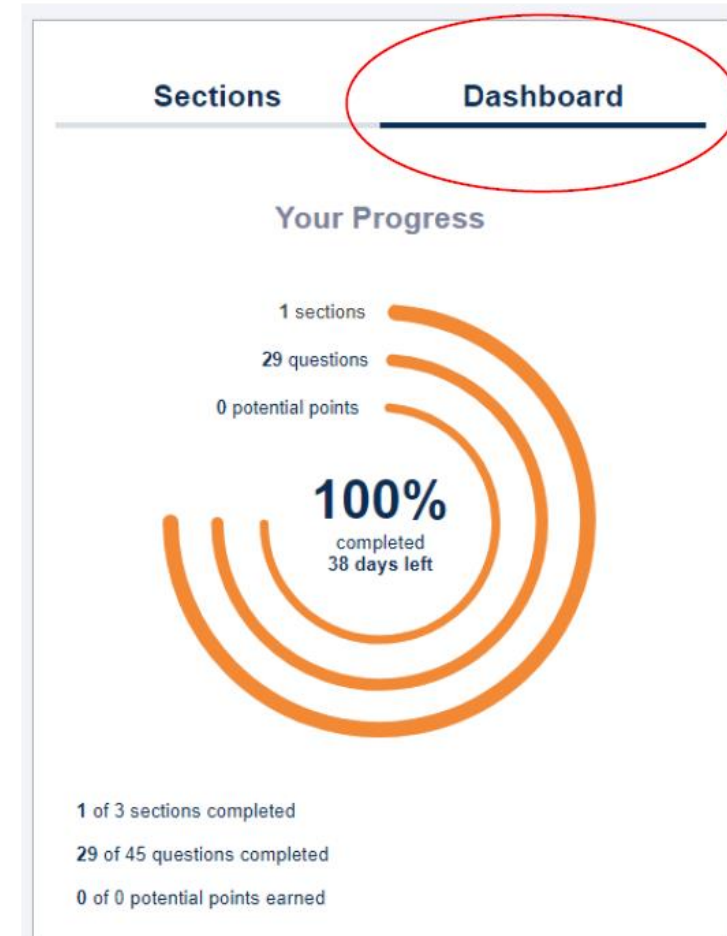 Sections
Dashboard
Your Progress
1 sections
29 questions
0 potential points
100%
completed
38 days left
1 of 3 sections completed
29 of 45 questions completed
0 of 0 potential points earned